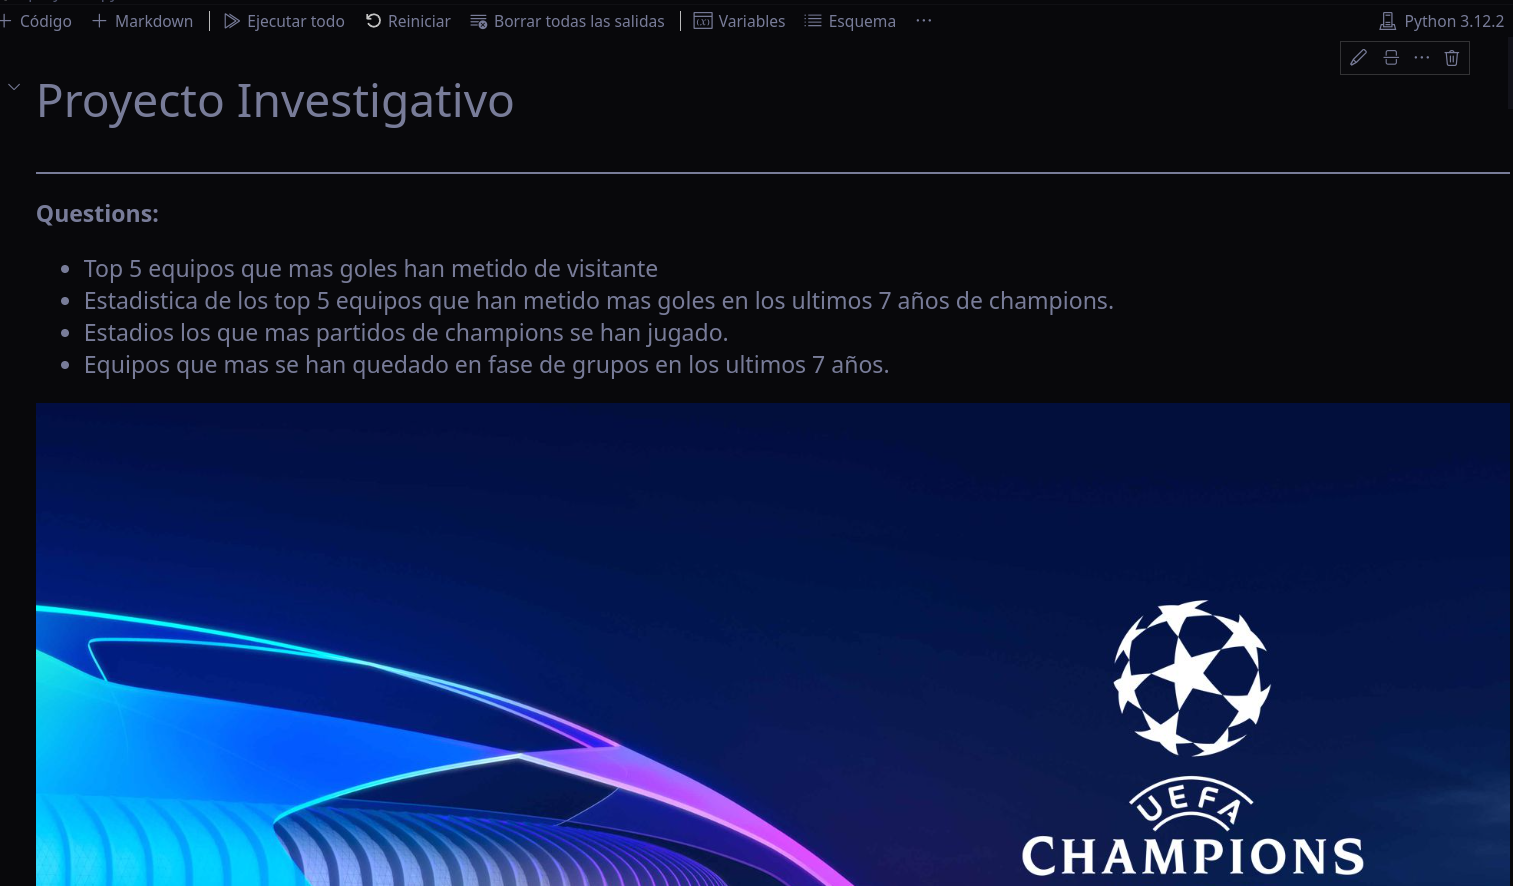 Código
Markdown
Ejecutar todo
Reiniciar
Borrar todas las salidas
Variables
Esquema
Python 3.12.2
Proyecto Investigativo
Questions:
Top 5 equipos que mas goles han metido de visitante
Estadistica de los top 5 equipos que han metido mas goles en los ultimos 7 años de champions.
Estadios los que mas partidos de champions se han jugado.
Equipos que mas se han quedado en fase de grupos en los ultimos 7 años.
UEFA
CHAMPIONS